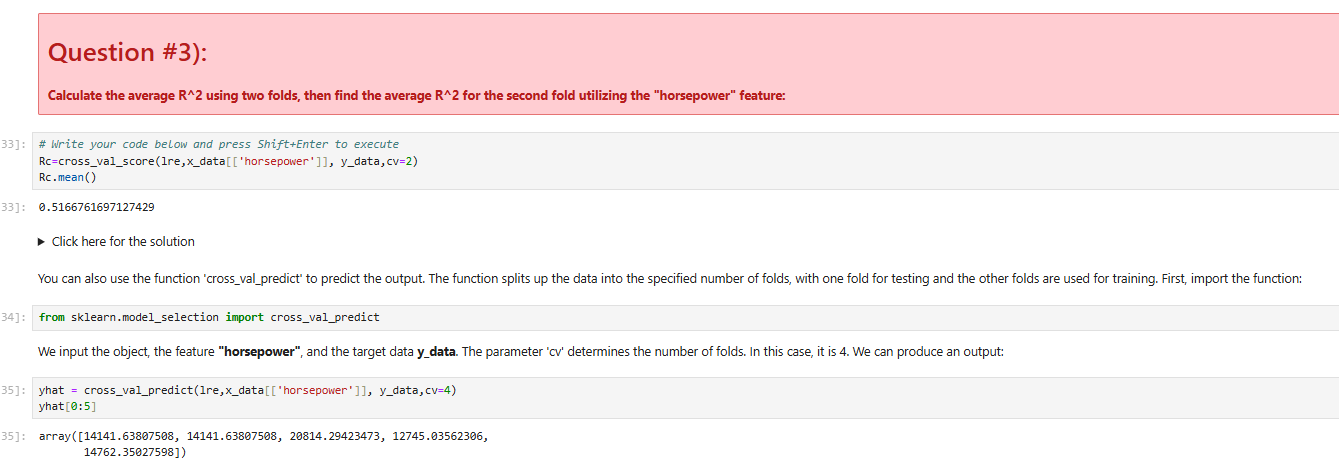 Question #3):
Calculate the average R^2 using two folds, then find the average R^2 for the second fold utilizing the "horsepower" feature:
33]: # Write your code below and press Shift+Enter to execute
Rc=cross_val_score(lre,x_data[['horsepower']], y_data,cv=2)
Rc.mean()
33]: 0.5166761697127429
▶ Click here for the solution
You can also use the function 'cross_val_predict' to predict the output. The function splits up the data into the specified number of folds, with one fold for testing and the other folds are used for training. First, import the function:
34]: from sklearn.model_selection import cross_val_predict
We input the object, the feature "horsepower", and the target data y_data. The parameter 'cv' determines the number of folds. In this case, it is 4. We can produce an output:
35]: yhat = cross_val_predict(lre,x_data[['horsepower']], y_data,cv=4)
yhat[0:5]
35]: array([14141.63807508, 14141.63807508, 20814.29423473, 12745.03562306,
14762.35027598])